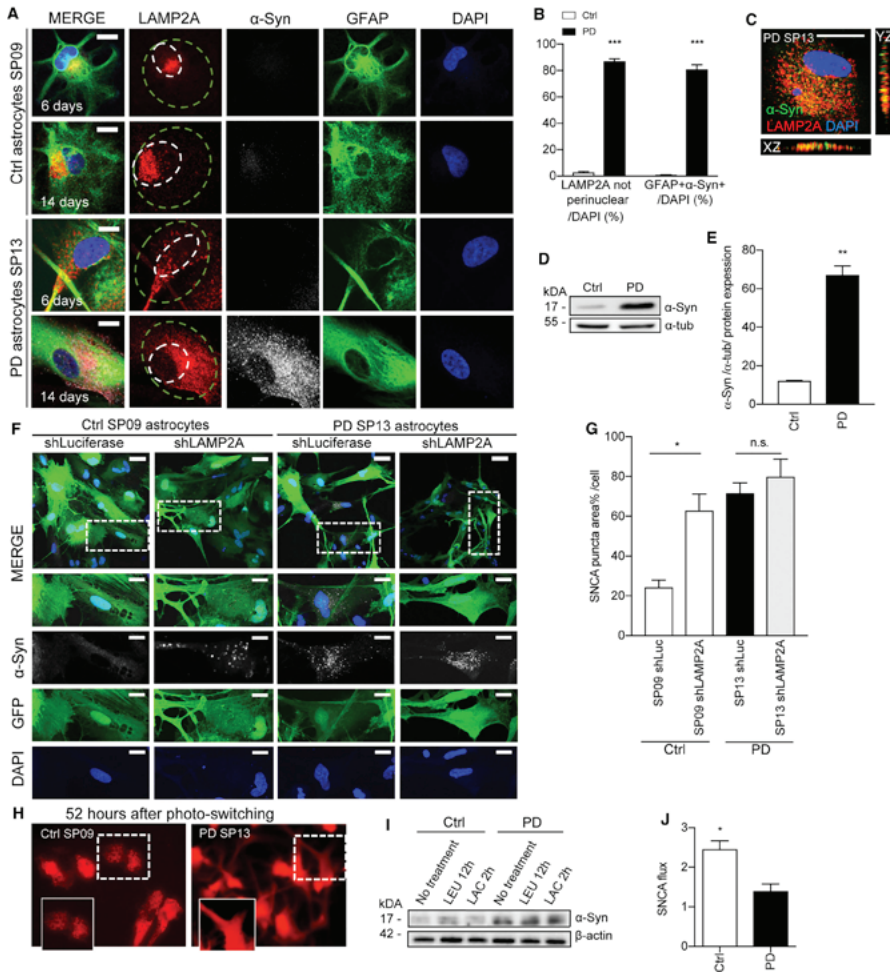 A
MERGE LAMP2A α-Syn GFAP DAPI
Ctrl astrocytes SP09
6 days
14 days
PD astrocytes SP13
6 days
14 days
B
Ctrl
PD
100
80
60
40
20
0
***
***
LAMP2A not
perinuclear
/DAPI (%)
GFAP+α-Syn+
/DAPI (%)
C
PD SP13
YZ
α-Syn
LAMP2A DAPI
XZ
D
Ctrl PD
kDA
17 - α-Syn
55 - α-tub
E
α-Syn /α-tub/ protein expession
80
60
40
20
0
**
Ctrl
PD
F
Ctrl SP09 astrocytes PD SP13 astrocytes
shLuciferase shLAMP2A shLuciferase shLAMP2A
MERGE
α-Syn
GFP
DAPI
G
SNCA puncta area% /cell
100
80
60
40
20
0
*
n.s.
SP09 shLuc
SP09 shLAMP2A
SP13 shLuc
SP13 shLAMP2A
Ctrl PD
H
52 hours after photo-switching
Ctrl SP09 PD SP13
I
Ctrl PD
No treatment
LEU 12h
LAC 2h
No treatment
LEU 12h
LAC 2h
kDA
17 - α-Syn
42 - β-actin
J
SNCA flux
3
2
1
0
*
Ctrl
PD